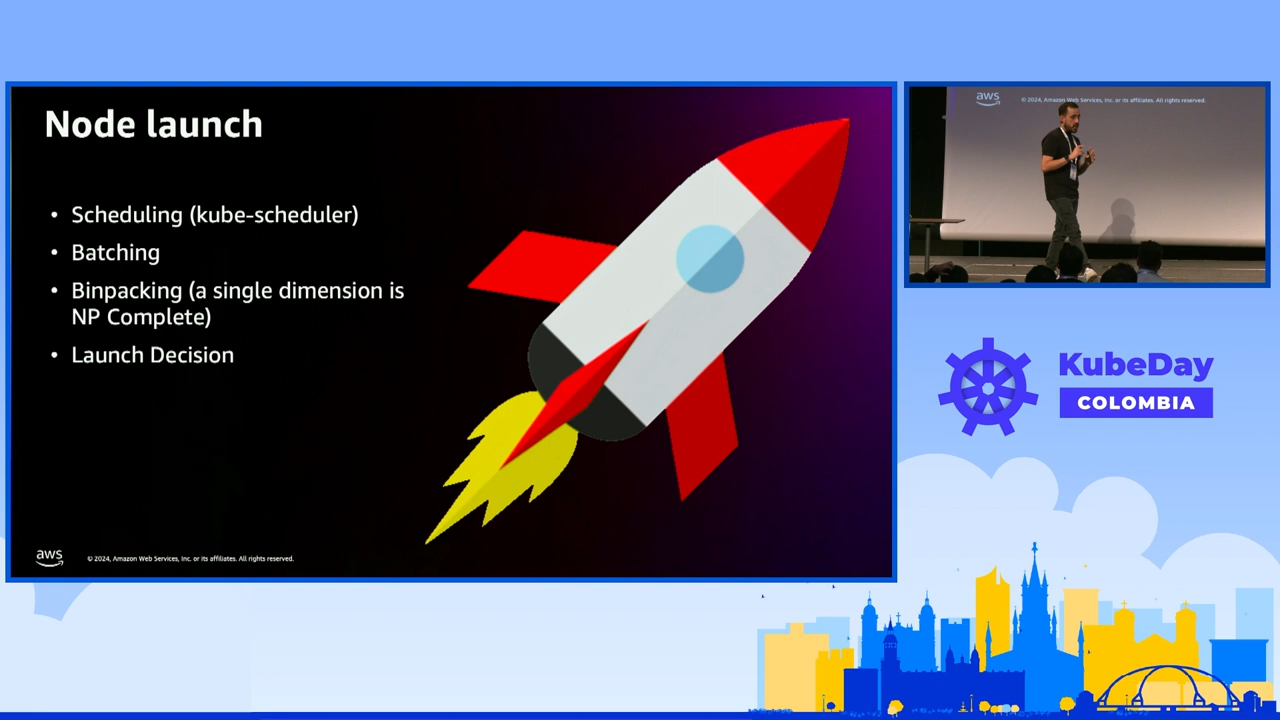 Node launch
• Scheduling (kube-scheduler)
• Batching
• Binpacking (a single dimension is
NP Complete)
• Launch Decision
aws
© 2024, Amazon Web Services, Inc. or its affiliates. All rights reserved.
aws
© 2024, Amazon Web Services, Inc. or its affiliates. All rights reserved.
KubeDay
COLOMBIA